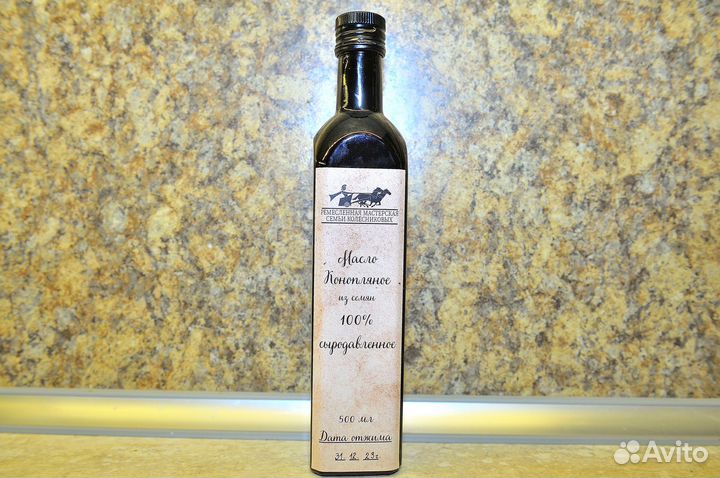 РЕМЕСЛЕННАЯ МАСТЕРСКАЯ
СЕМЬИ КОЛЕСНИКОВЫХ
Масло
Конопляное
из семян
100%
сыродавленное
500 мл
Дата отжима
31 12 23г
Avito